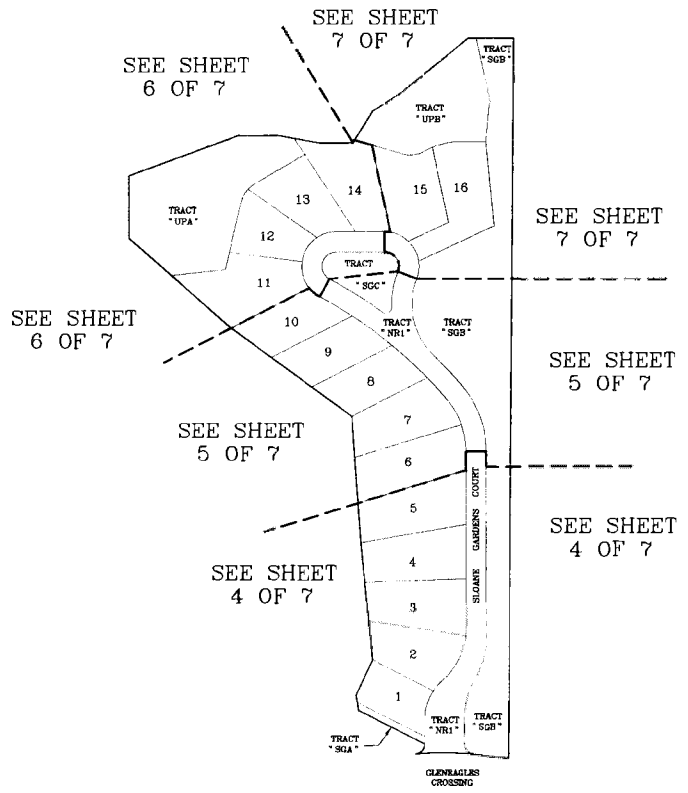 SEE SHEET
7 OF 7
SEE SHEET
6 OF 7
TRACT
"SGB"
TRACT
"UPB"
14
15
16
13
TRACT
"UPA"
12
SEE SHEET
7 OF 7
TRACT
"SGC"
11
SEE SHEET
6 OF 7
10
TRACT
"NR1"
TRACT
"SGB"
9
8
SEE SHEET
5 OF 7
7
SEE SHEET
5 OF 7
6
SLOANE GARDENS COURT
5
SEE SHEET
4 OF 7
4
SEE SHEET
4 OF 7
3
2
1
TRACT
"NR1"
TRACT
"SGB"
TRACT
"SGA"
GLENEAGLES
CROSSING